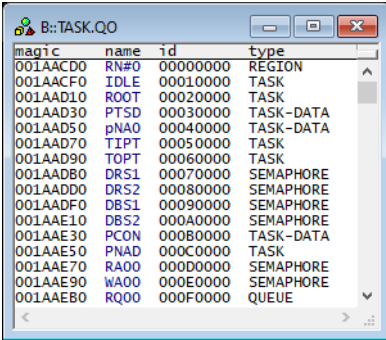 B::TASK.QO
magic name id type
001AACD0 RN#0 00000000 REGION
001AACF0 IDLE 00010000 TASK
001AAD10 ROOT 00020000 TASK
001AAD30 PTSD 00030000 TASK-DATA
001AAD50 pNA0 00040000 TASK-DATA
001AAD70 TIPT 00050000 TASK
001AAD90 TOPT 00060000 TASK
001AADB0 DRS1 00070000 SEMAPHORE
001AADD0 DRS2 00080000 SEMAPHORE
001AADF0 DBS1 00090000 SEMAPHORE
001AAE10 DBS2 000A0000 SEMAPHORE
001AAE30 PCON 000B0000 TASK-DATA
001AAE50 PNAD 000C0000 TASK
001AAE70 RA00 000D0000 SEMAPHORE
001AAE90 WA00 000E0000 SEMAPHORE
001AAEB0 RQ00 000F0000 QUEUE